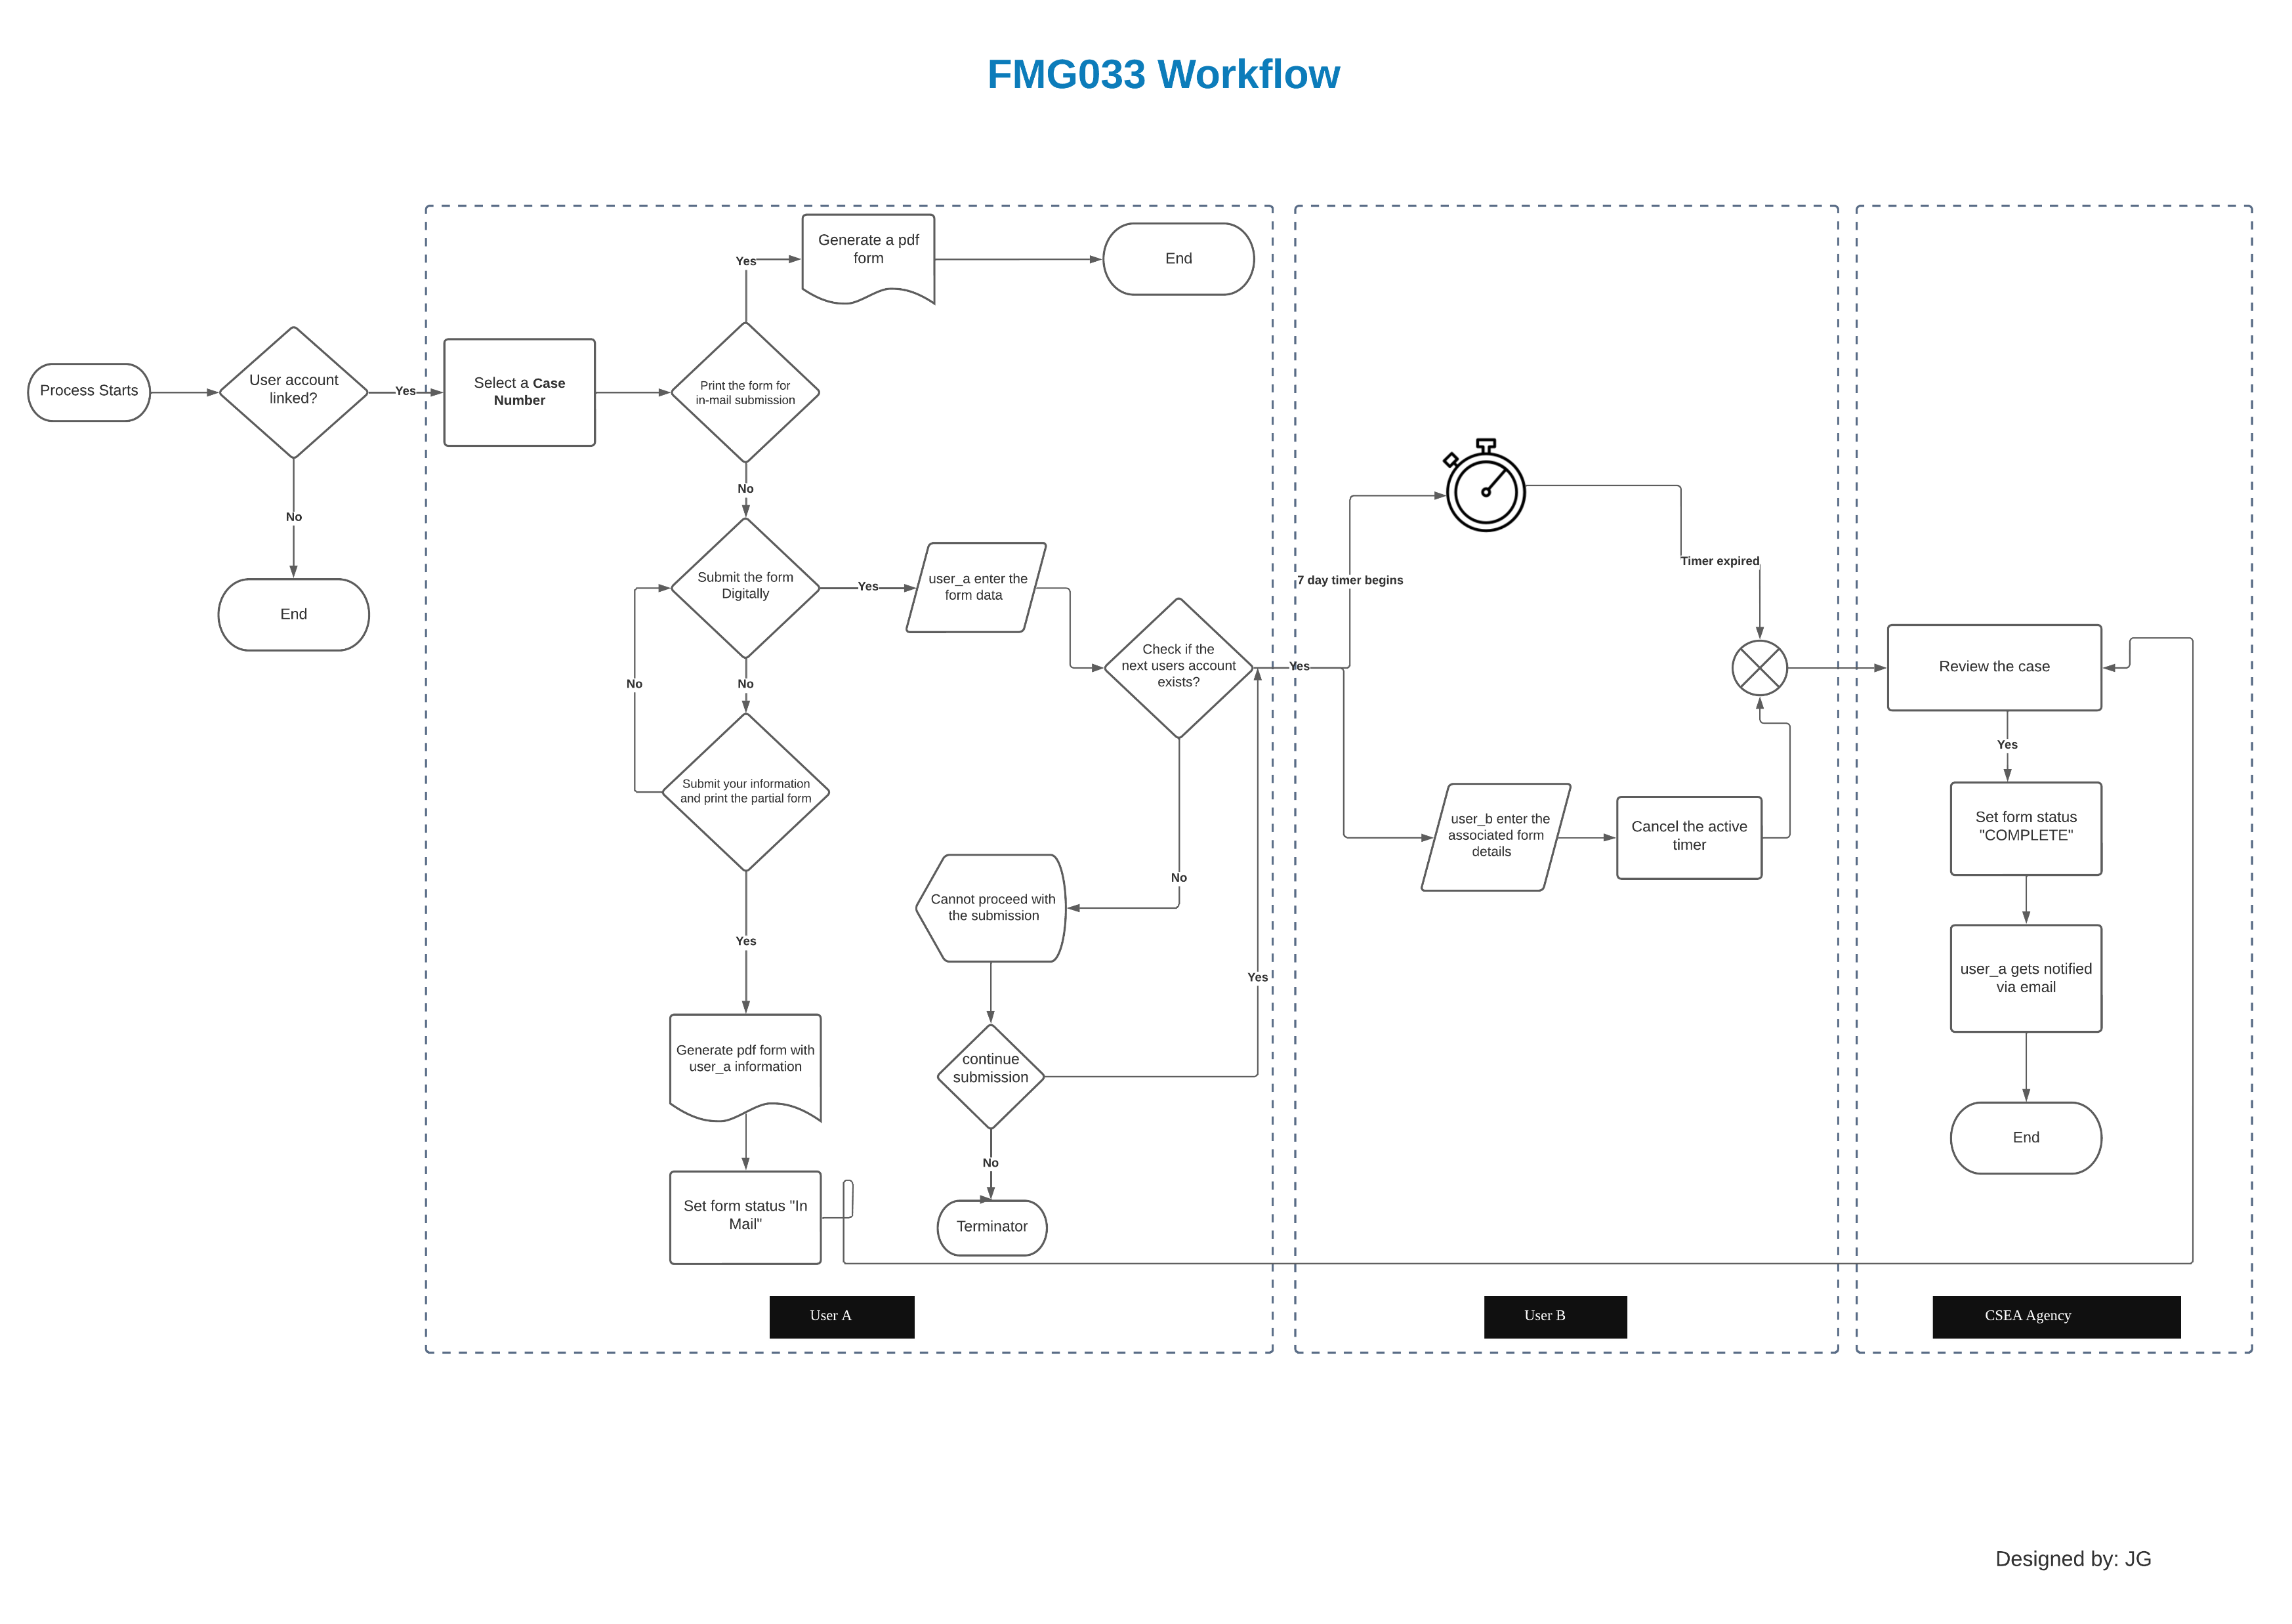 FMG033 Workflow
Process Starts
User account
linked?
Yes
No
End
Select a Case
Number
Print the form for
in-mail submission
Yes
Generate a pdf
form
End
No
Submit the form
Digitally
Yes
user_a enter the
form data
No
No
Submit your information
and print the partial form
Yes
Generate pdf form with
user_a information
Set form status "In
Mail"
Check if the
next users account
exists?
Yes
No
Cannot proceed with
the submission
continue
submission
Yes
No
Terminator
User A
7 day timer begins
Timer expired
user_b enter the
associated form
details
Cancel the active
timer
User B
Review the case
Yes
Set form status
"COMPLETE"
user_a gets notified
via email
End
CSEA Agency
Designed by: JG